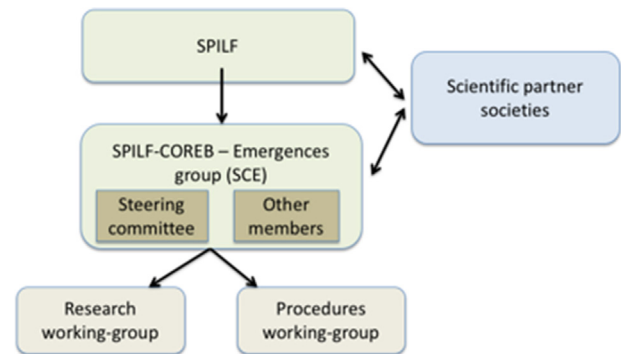 SPILF
Scientific partner
societies
SPILF-COREB – Emergences
group (SCE)
Steering
committee
Other
members
Research
working-group
Procedures
working-group